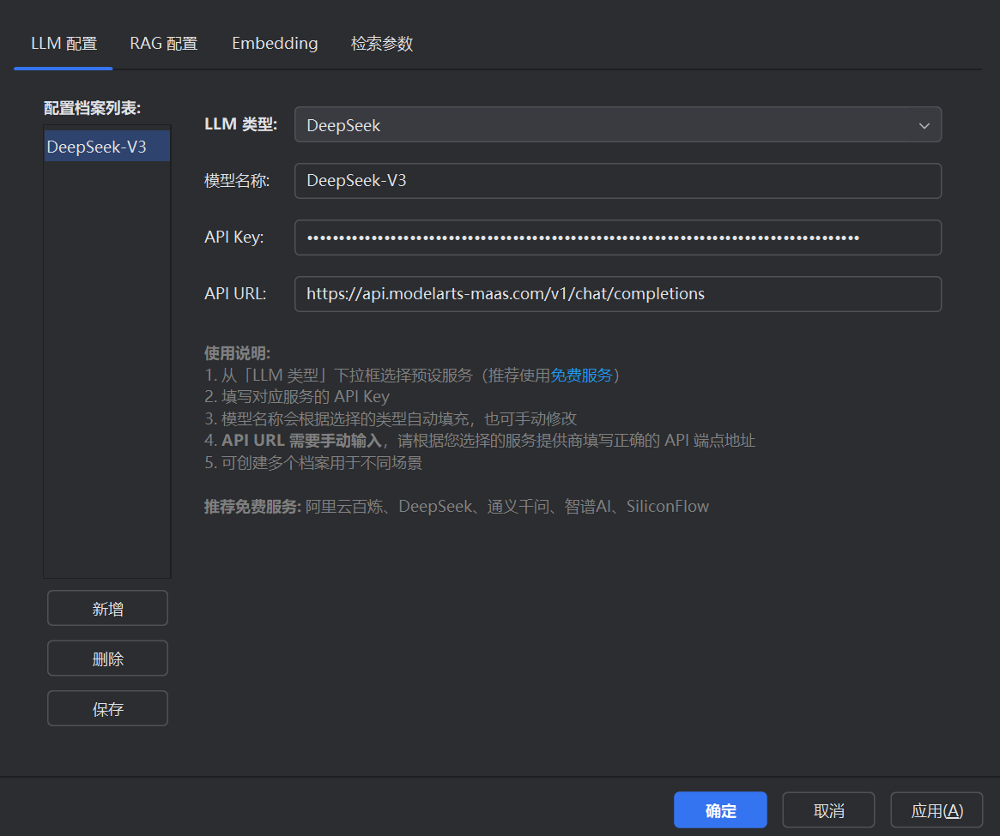 LLM 配置 RAG 配置 Embedding 检索参数
配置档案列表:
DeepSeek-V3
新增
删除
保存
LLM 类型: DeepSeek
模型名称: DeepSeek-V3
API Key: ••••••••••••••••••••••••••••••••••••••••••••••••••••••••••••••••••••••••••••••••••••••
API URL: https://api.modelarts-maas.com/v1/chat/completions
使用说明:
1. 从「LLM 类型」下拉框选择预设服务（推荐使用免费服务）
2. 填写对应服务的 API Key
3. 模型名称会根据选择的类型自动填充，也可手动修改
4. API URL 需要手动输入，请根据您选择的服务提供商填写正确的 API 端点地址
5. 可创建多个档案用于不同场景
推荐免费服务: 阿里云百炼、DeepSeek、通义千问、智谱AI、SiliconFlow
确定 取消 应用(A)